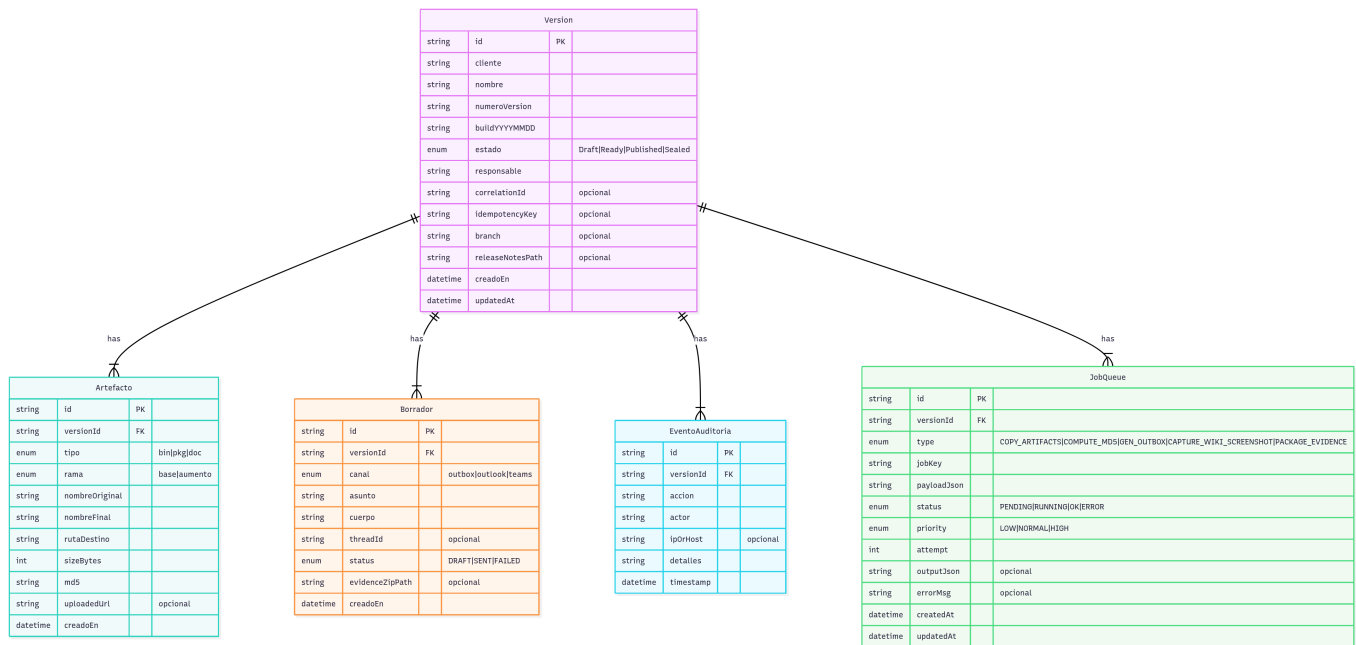 Version
string id PK
string cliente
string nombre
string numeroVersion
string buildYYYYMMDD
enum estado Draft|Ready|Published|Sealed
string responsable
string correlationId opcional
string idempotencyKey opcional
string branch opcional
string releaseNotesPath opcional
datetime creadoEn
datetime updatedAt
has
has
has
has
Artefacto
string id PK
string versionId FK
enum tipo bin|pkg|doc
enum rama base|aumento
string nombreOriginal
string nombreFinal
string rutaDestino
int sizeBytes
string md5
string uploadedUrl opcional
datetime creadoEn
Borrador
string id PK
string versionId FK
enum canal outbox|outlook|teams
string asunto
string cuerpo
string threadId opcional
enum status DRAFT|SENT|FAILED
string evidenceZipPath opcional
datetime creadoEn
EventoAuditoria
string id PK
string versionId FK
string accion
string actor
string ipOrHost opcional
string detalles
datetime timestamp
JobQueue
string id PK
string versionId FK
enum type COPY_ARTIFACTS|COMPUTE_MD5|GEN_OUTBOX|CAPTURE_WIKI_SCREENSHOT|PACKAGE_EVIDENCE
string jobKey
string payloadJson
enum status PENDING|RUNNING|OK|ERROR
enum priority LOW|NORMAL|HIGH
int attempt
string outputJson opcional
string errorMsg opcional
datetime createdAt
datetime updatedAt